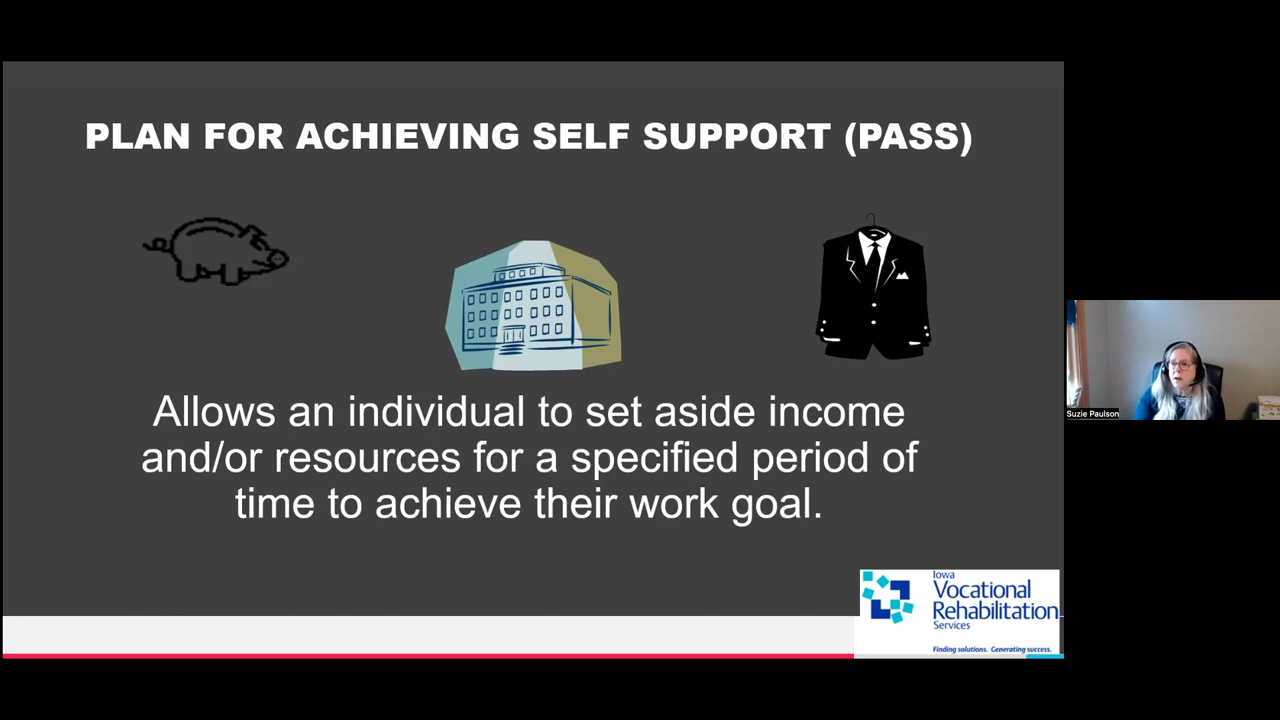 PLAN FOR ACHIEVING SELF SUPPORT (PASS)
Allows an individual to set aside income
and/or resources for a specified period of
time to achieve their work goal.
Iowa
Vocational
Rehabilitation
Services
Finding solutions. Generating success.
Suzie Paulson